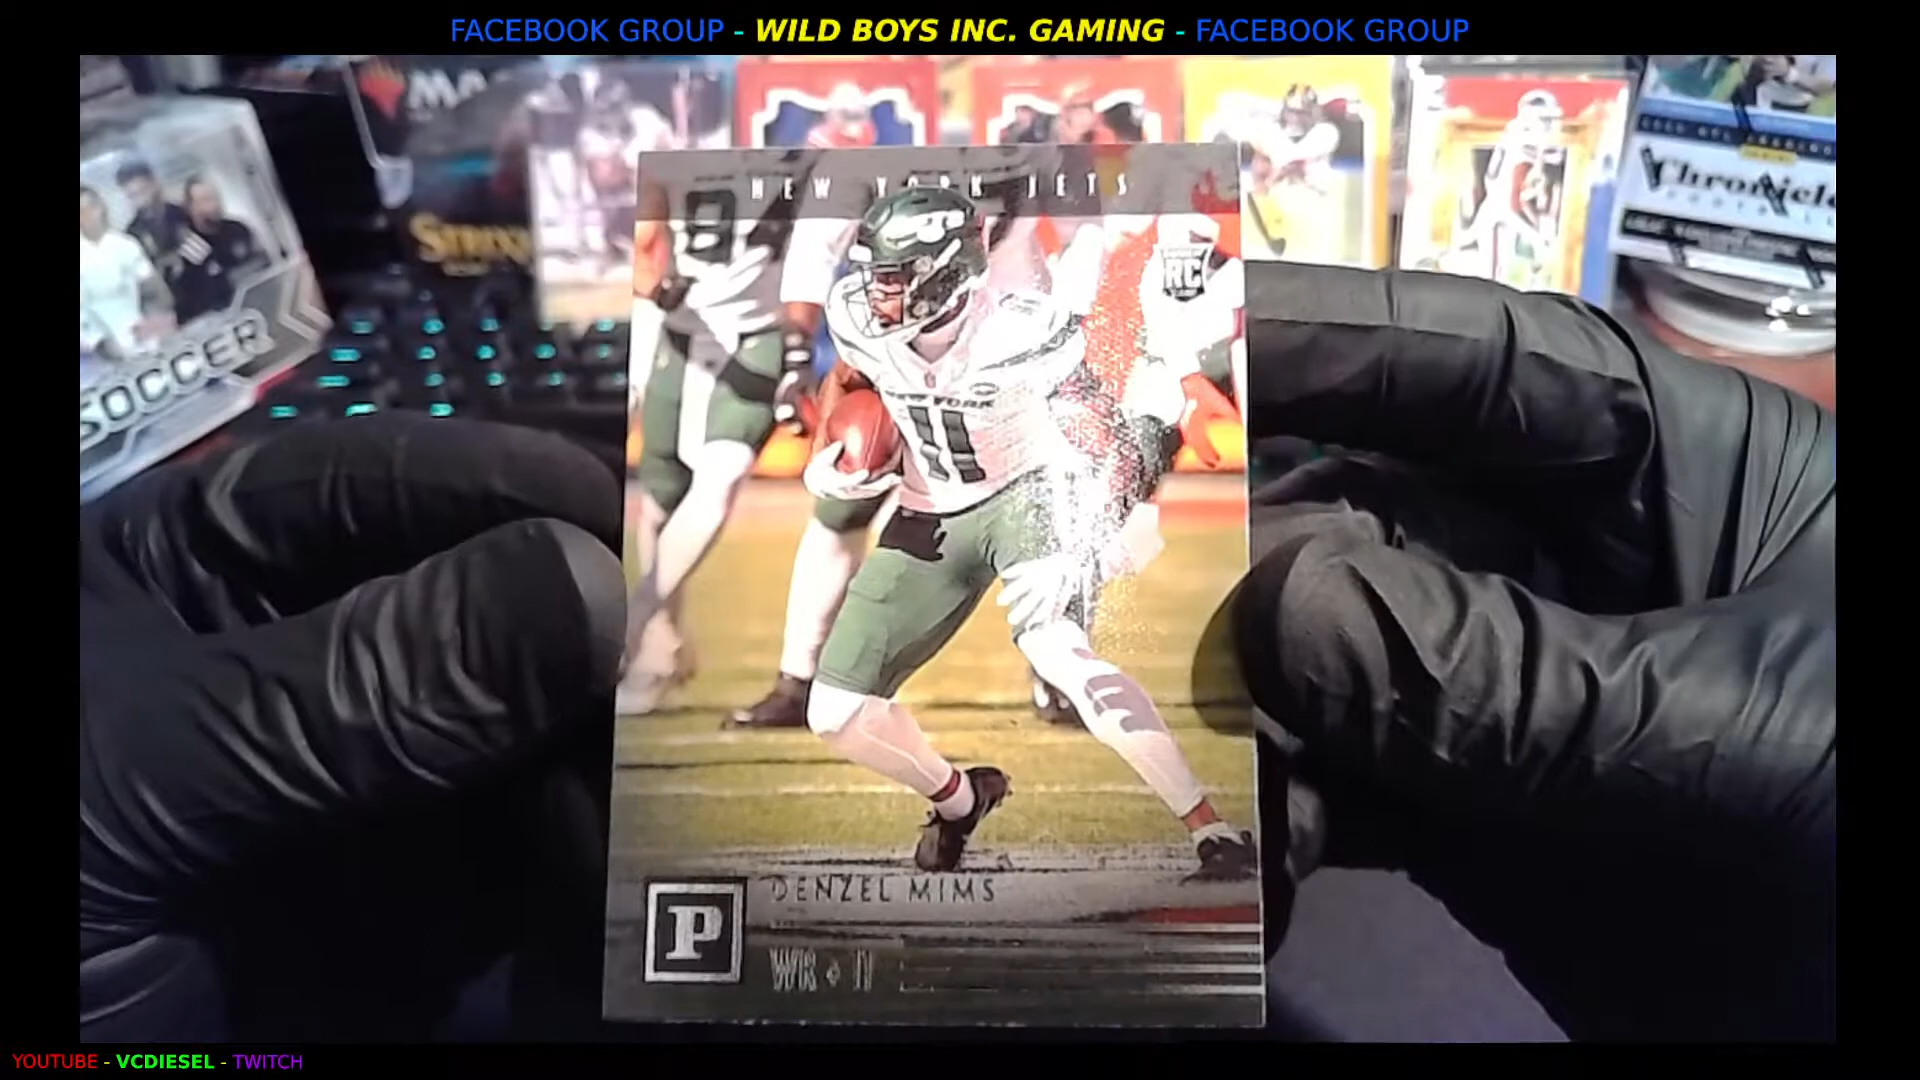 FACEBOOK GROUP - WILD BOYS INC. GAMING - FACEBOOK GROUP
MA
SOCCER
NEW YORK JETS
RC
NEW YORK
11
DENZEL MIMS
P
WR 11
YOUTUBE - VCDIESEL - TWITCH